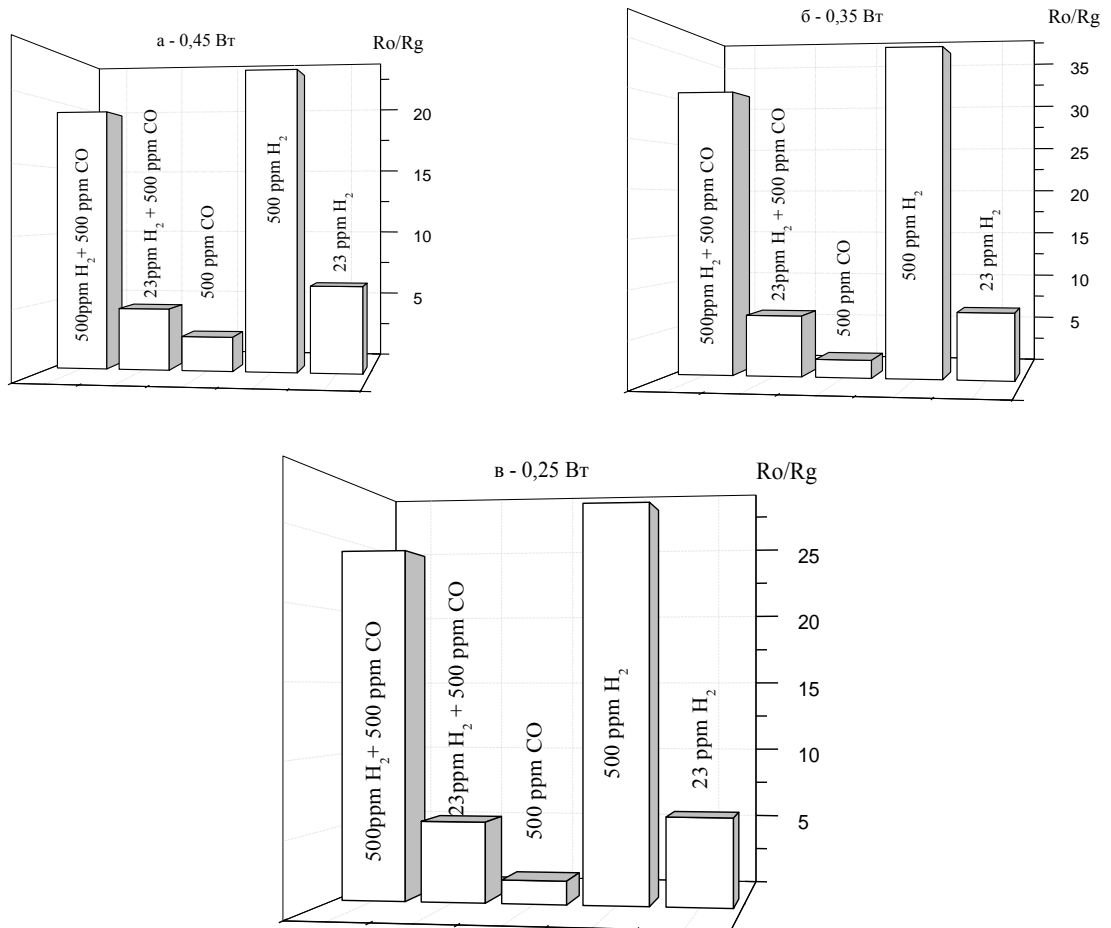 а - 0,45 Вт
Ro/Rg
500ppm H2+ 500 ppm CO
23ppm H2 + 500 ppm CO
500 ppm CO
500 ppm H2
23 ppm H2
20
15
10
5
б - 0,35 Вт
Ro/Rg
500ppm H2+ 500 ppm CO
23ppm H2 + 500 ppm CO
500 ppm CO
500 ppm H2
23 ppm H2
35
30
25
20
15
10
5
в - 0,25 Вт
Ro/Rg
500ppm H2+ 500 ppm CO
23ppm H2 + 500 ppm CO
500 ppm CO
500 ppm H2
23 ppm H2
25
20
15
10
5